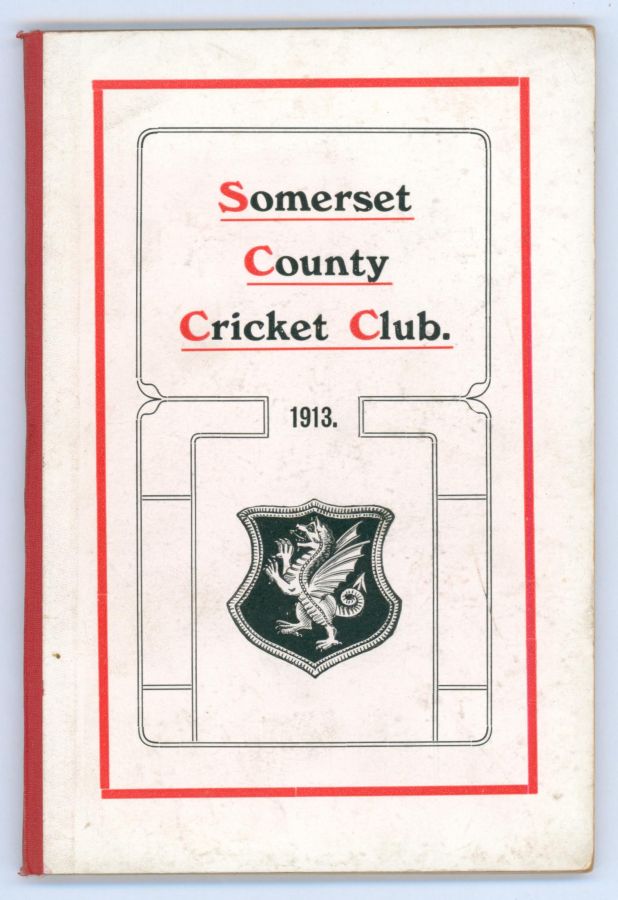 Somerset
County
Cricket Club.
1913.